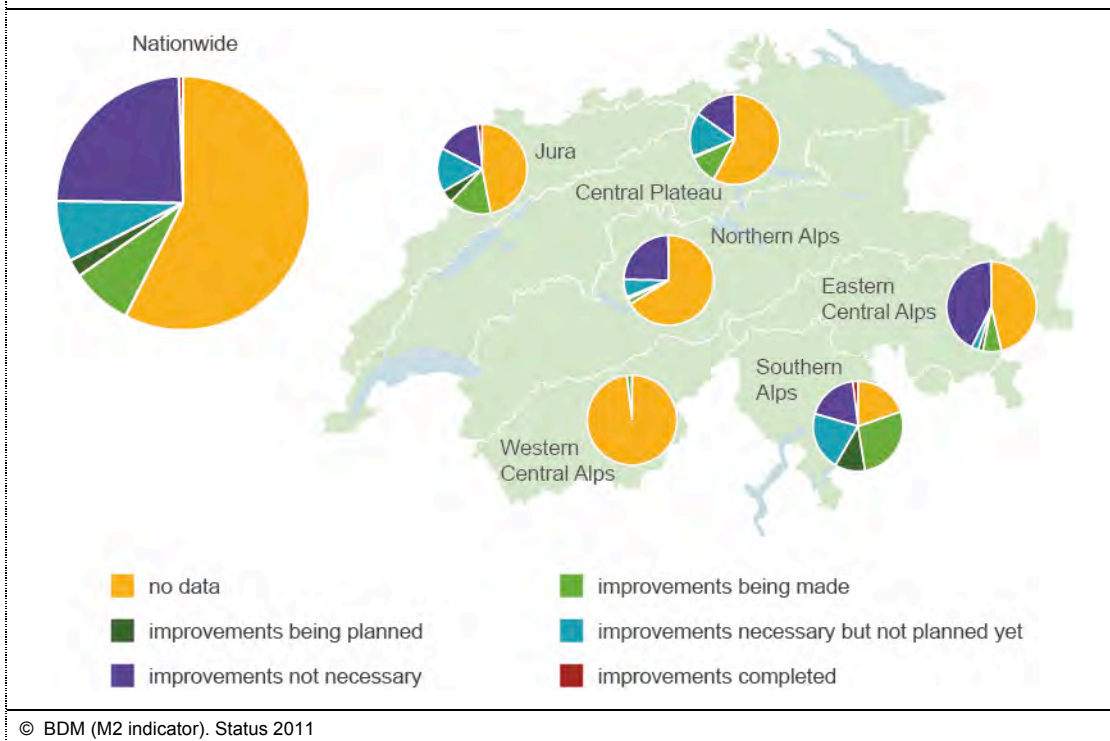 Nationwide
Jura
Central Plateau
Northern Alps
Eastern
Central Alps
Southern
Alps
Western
Central Alps
no data
improvements being made
improvements being planned
improvements necessary but not planned yet
improvements not necessary
improvements completed
© BDM (M2 indicator). Status 2011